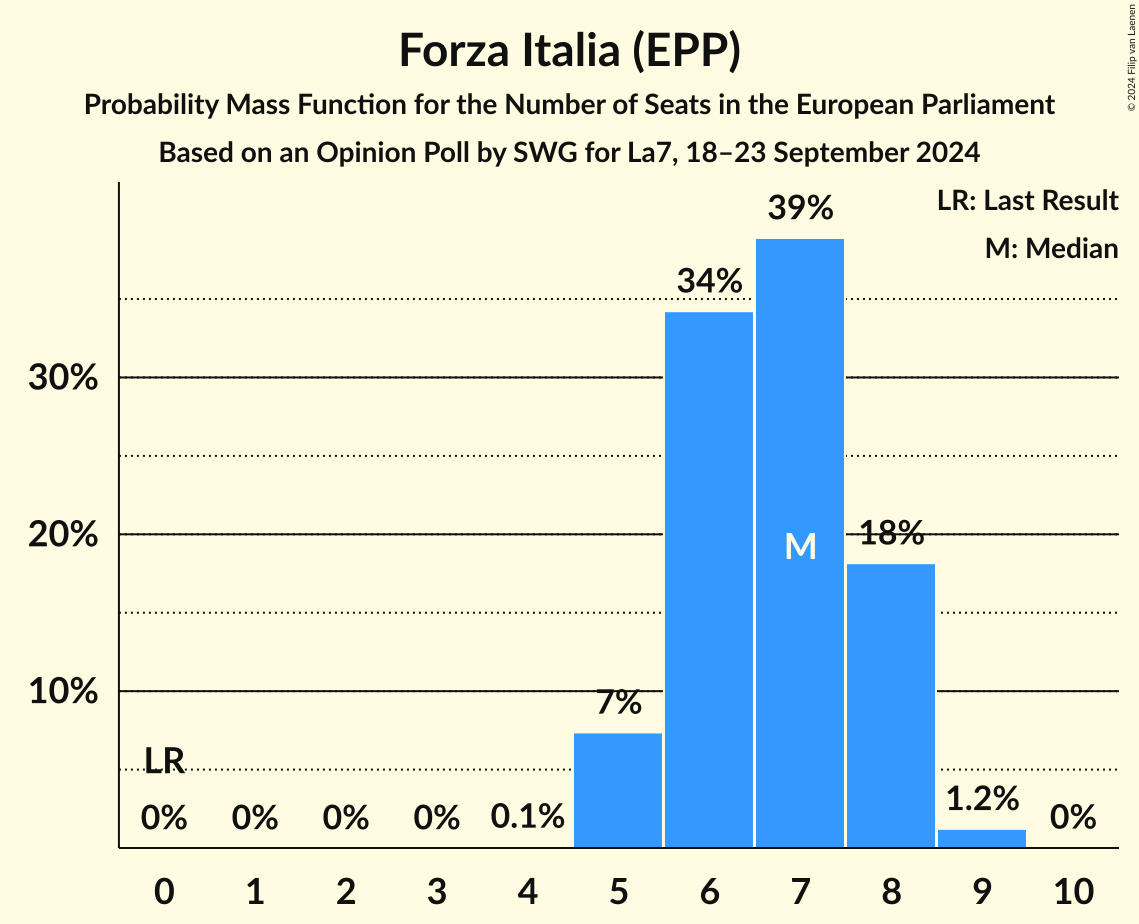 Forza Italia (EPP)
Probability Mass Function for the Number of Seats in the European Parliament
Based on an Opinion Poll by SWG for La7, 18–23 September 2024
© 2024 Filip van Laenen
LR: Last Result
M: Median
39%
34%
30%
20%
18%
M
10%
7%
LR
0%
0%
0%
0%
0.1%
1.2%
0%
0 1 2 3 4 5 6 7 8 9 10